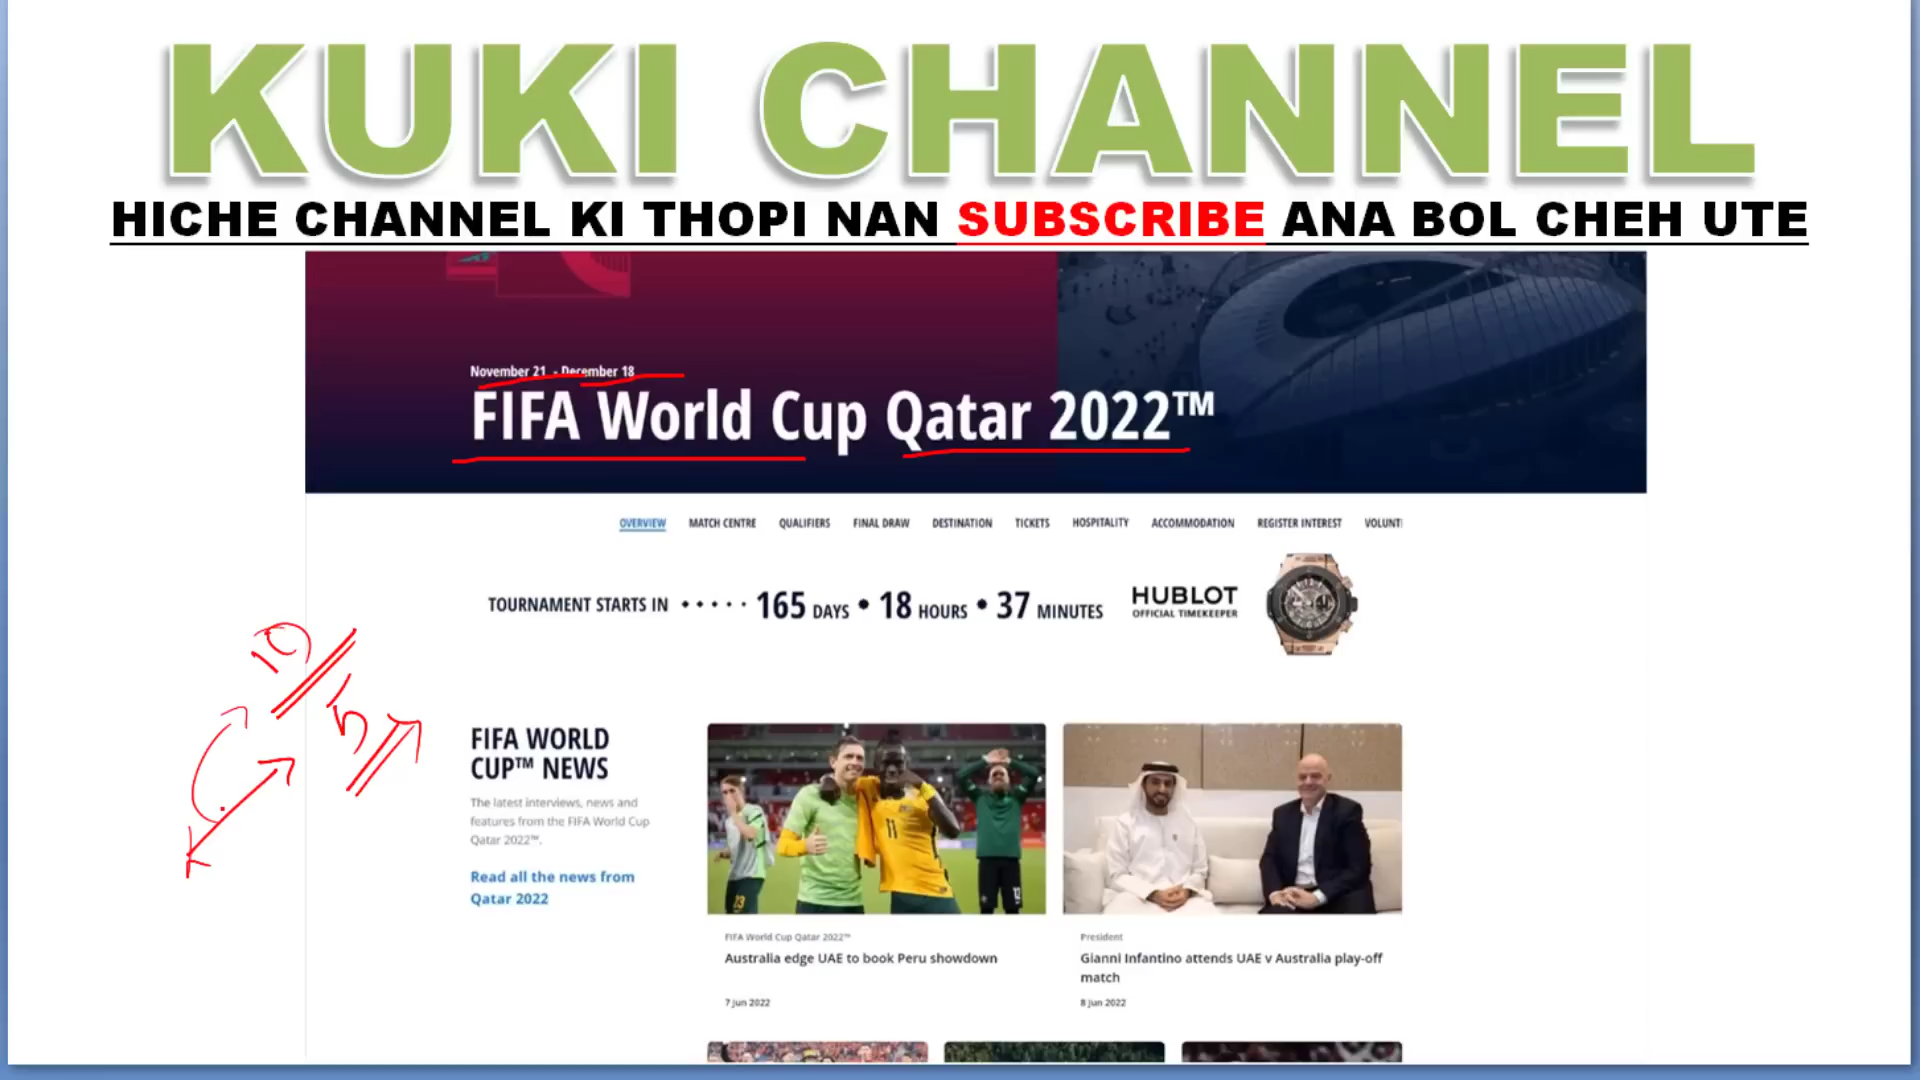 KUKI CHANNEL
HICHE CHANNEL KI THOPI NAN SUBSCRIBE ANA BOL CHEH UTE
November 21 - December 18
FIFA World Cup Qatar 2022™
OVERVIEW MATCH CENTRE QUALIFIERS FINAL DRAW DESTINATION TICKETS HOSPITALITY ACCOMMODATION REGISTER INTEREST VOLUNT
TOURNAMENT STARTS IN ••••• 165 DAYS • 18 HOURS • 37 MINUTES
HUBLOT
OFFICIAL TIMEKEEPER
FIFA WORLD
CUP™ NEWS
The latest interviews, news and
features from the FIFA World Cup
Qatar 2022™.
Read all the news from
Qatar 2022
11
23
FIFA World Cup Qatar 2022™
Australia edge UAE to book Peru showdown
7 Jun 2022
President
Gianni Infantino attends UAE v Australia play-off
match
8 Jun 2022